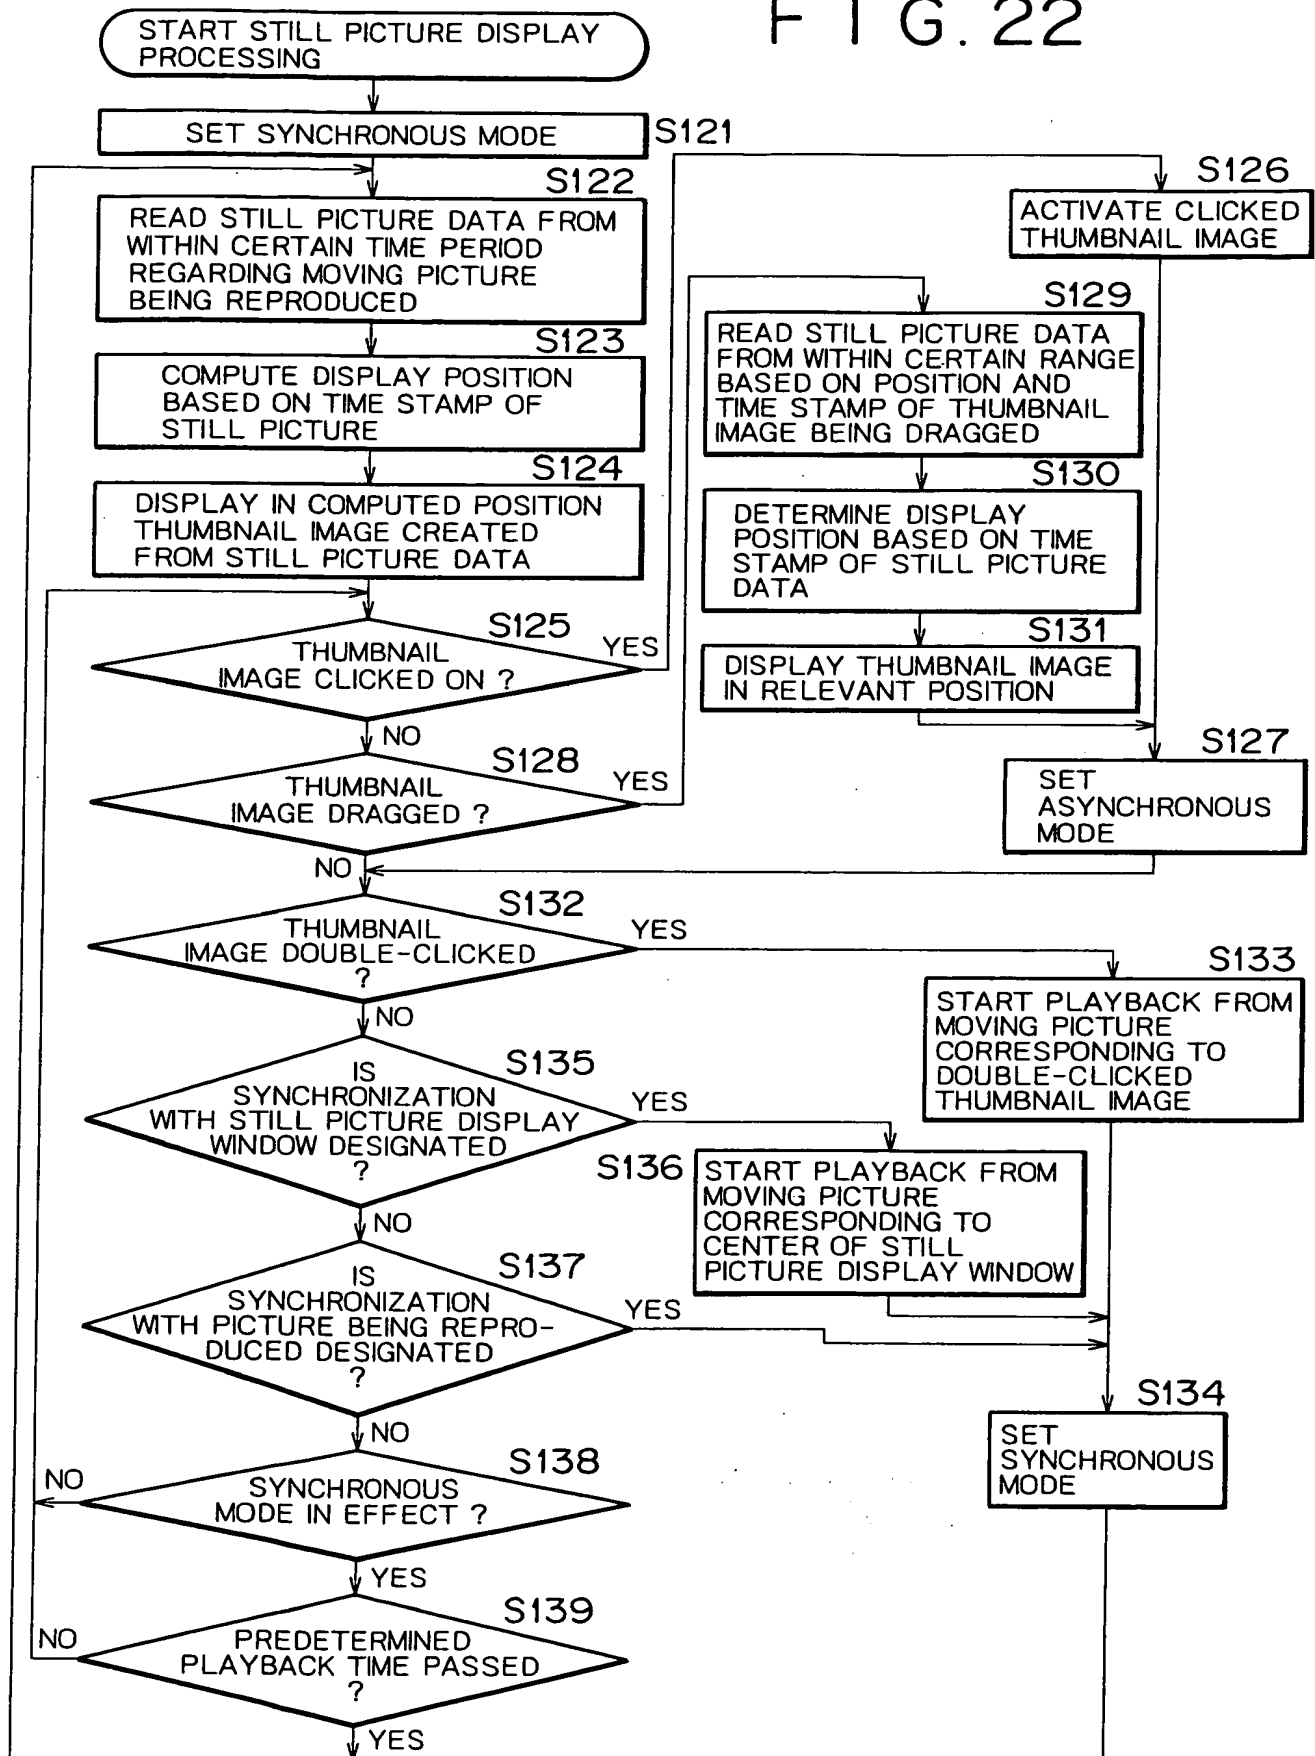 FIG. 22
START STILL PICTURE DISPLAY
PROCESSING
SET SYNCHRONOUS MODE
S121
S122
READ STILL PICTURE DATA FROM
WITHIN CERTAIN TIME PERIOD
REGARDING MOVING PICTURE
BEING REPRODUCED
S123
COMPUTE DISPLAY POSITION
BASED ON TIME STAMP OF
STILL PICTURE
S124
DISPLAY IN COMPUTED POSITION
THUMBNAIL IMAGE CREATED
FROM STILL PICTURE DATA
S125
THUMBNAIL
IMAGE CLICKED ON ?
YES
NO
S126
ACTIVATE CLICKED
THUMBNAIL IMAGE
S128
THUMBNAIL
IMAGE DRAGGED ?
YES
NO
S129
READ STILL PICTURE DATA
FROM WITHIN CERTAIN RANGE
BASED ON POSITION AND
TIME STAMP OF THUMBNAIL
IMAGE BEING DRAGGED
S130
DETERMINE DISPLAY
POSITION BASED ON TIME
STAMP OF STILL PICTURE
DATA
S131
DISPLAY THUMBNAIL IMAGE
IN RELEVANT POSITION
S127
SET
ASYNCHRONOUS
MODE
S132
THUMBNAIL
IMAGE DOUBLE-CLICKED
?
YES
NO
S133
START PLAYBACK FROM
MOVING PICTURE
CORRESPONDING TO
DOUBLE-CLICKED
THUMBNAIL IMAGE
S135
IS
SYNCHRONIZATION
WITH STILL PICTURE DISPLAY
WINDOW DESIGNATED
?
YES
NO
S136
START PLAYBACK FROM
MOVING PICTURE
CORRESPONDING TO
CENTER OF STILL
PICTURE DISPLAY WINDOW
S137
IS
SYNCHRONIZATION
WITH PICTURE BEING REPRO-
DUCED DESIGNATED
?
YES
NO
S134
SET
SYNCHRONOUS
MODE
S138
SYNCHRONOUS
MODE IN EFFECT ?
NO
YES
S139
PREDETERMINED
PLAYBACK TIME PASSED
?
NO
YES